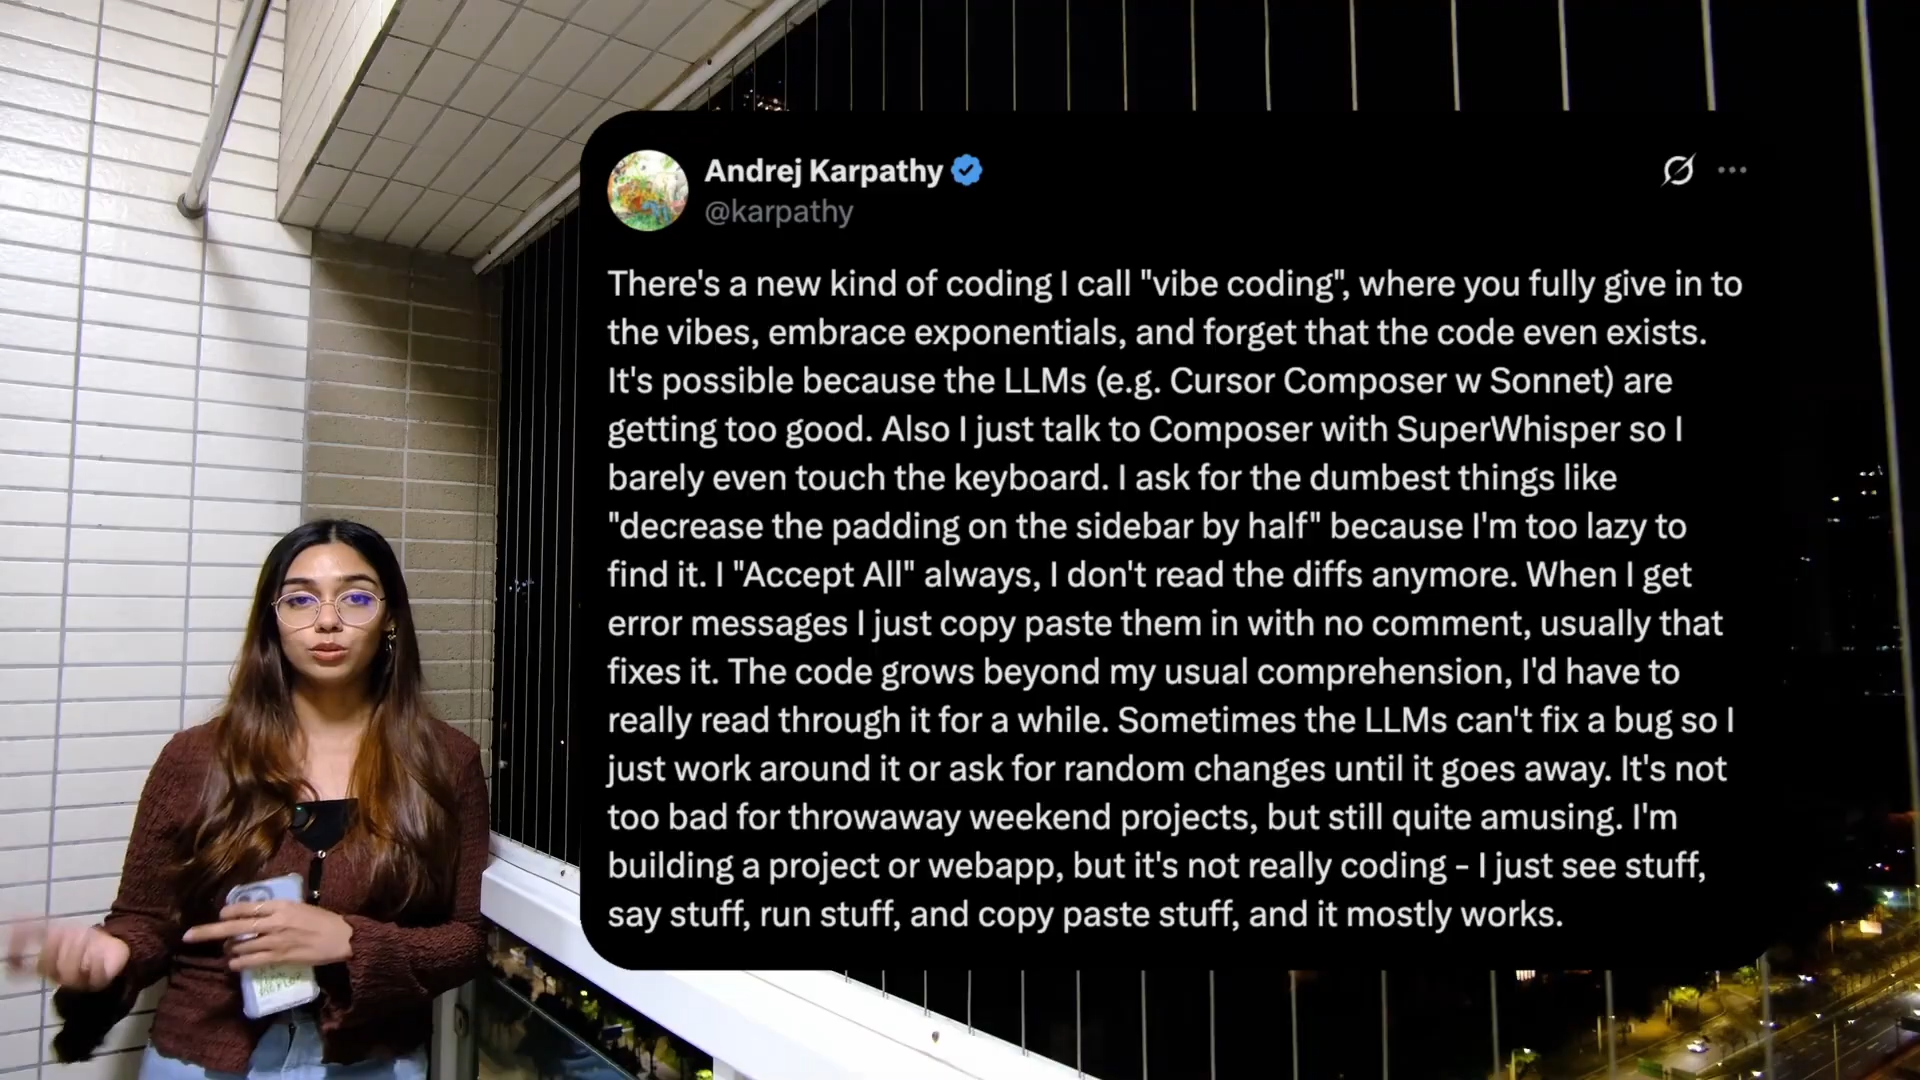 Andrej Karpathy
@karpathy
There's a new kind of coding I call "vibe coding", where you fully give in to
the vibes, embrace exponentials, and forget that the code even exists.
It's possible because the LLMs (e.g. Cursor Composer w Sonnet) are
getting too good. Also I just talk to Composer with SuperWhisper so I
barely even touch the keyboard. I ask for the dumbest things like
"decrease the padding on the sidebar by half" because I'm too lazy to
find it. I "Accept All" always, I don't read the diffs anymore. When I get
error messages I just copy paste them in with no comment, usually that
fixes it. The code grows beyond my usual comprehension, I'd have to
really read through it for a while. Sometimes the LLMs can't fix a bug so I
just work around it or ask for random changes until it goes away. It's not
too bad for throwaway weekend projects, but still quite amusing. I'm
building a project or webapp, but it's not really coding - I just see stuff,
say stuff, run stuff, and copy paste stuff, and it mostly works.